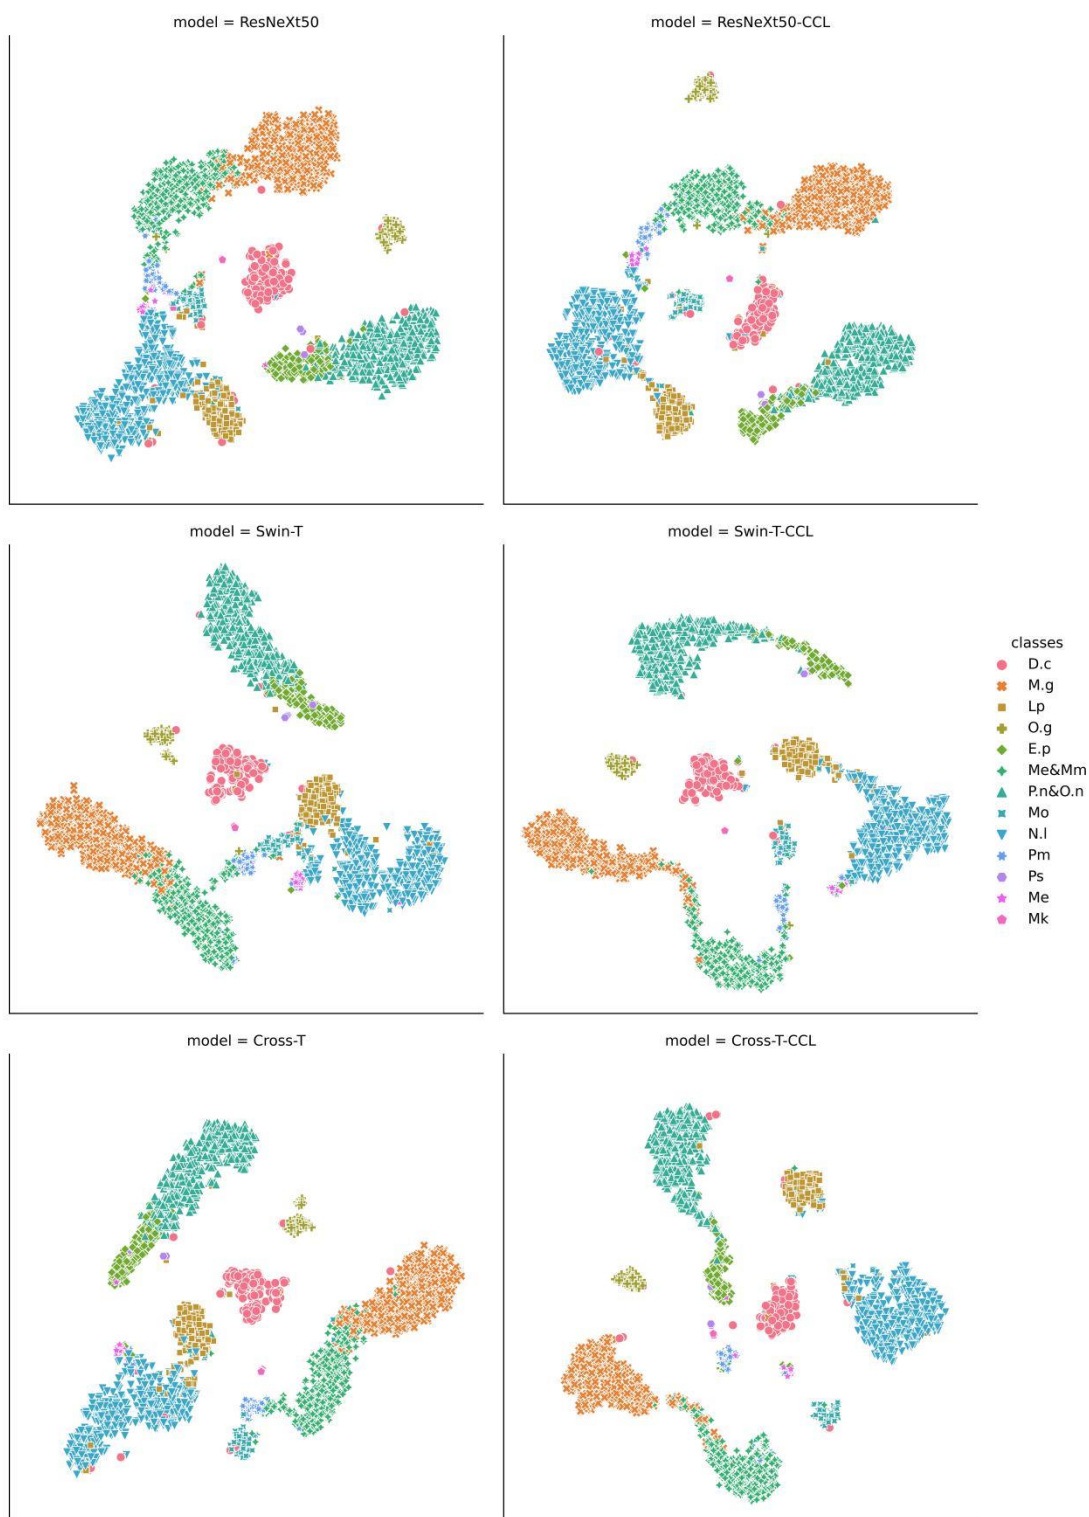 model = ResNeXt50
model = ResNeXt50-CCL
model = Swin-T
model = Swin-T-CCL
classes
D.c
M.g
Lp
O.g
E.p
Me&Mm
P.n&O.n
Mo
N.l
Pm
Ps
Me
Mk
model = Cross-T
model = Cross-T-CCL